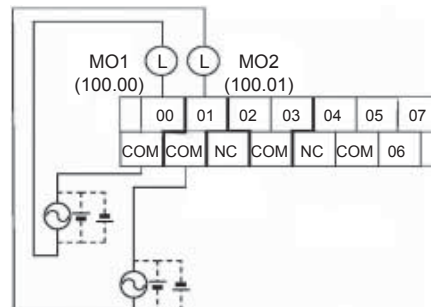 MO1 L L MO2
(100.00) (100.01)
00 01 02 03 04 05 07
COM COM NC COM NC COM 06